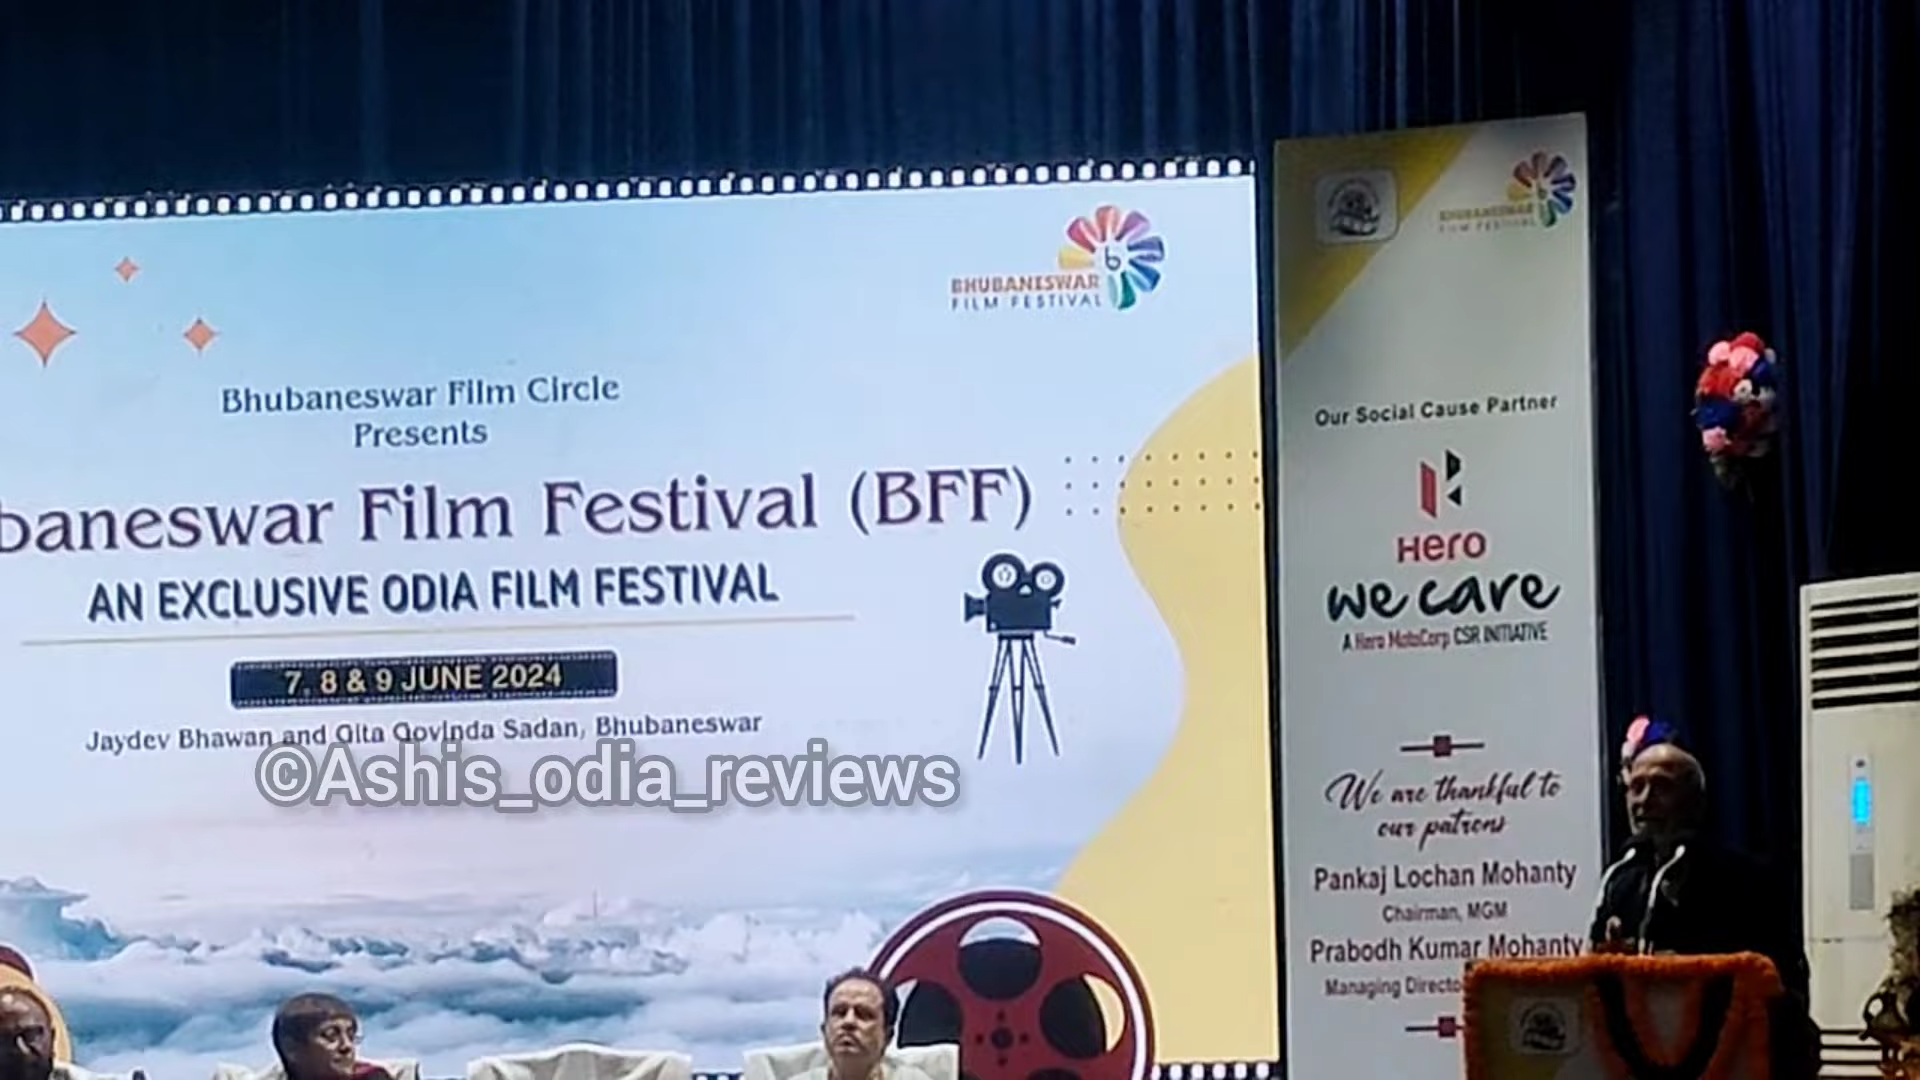 BHUBANESWAR
FILM FESTIVAL
b
Bhubaneswar Film Circle
Presents
baneswar Film Festival (BFF)
AN EXCLUSIVE ODIA FILM FESTIVAL
7, 8 & 9 JUNE 2024
Jaydev Bhawan and Gita Govinda Sadan, Bhubaneswar
©Ashis_odia_reviews
BHUBANESWAR
FILM FESTIVAL
Our Social Cause Partner
Hero
we care
A Hero MotoCorp CSR INITIATIVE
We are thankful to
our patrons
Pankaj Lochan Mohanty
Chairman, MGM
Prabodh Kumar Mohanty
Managing Directo